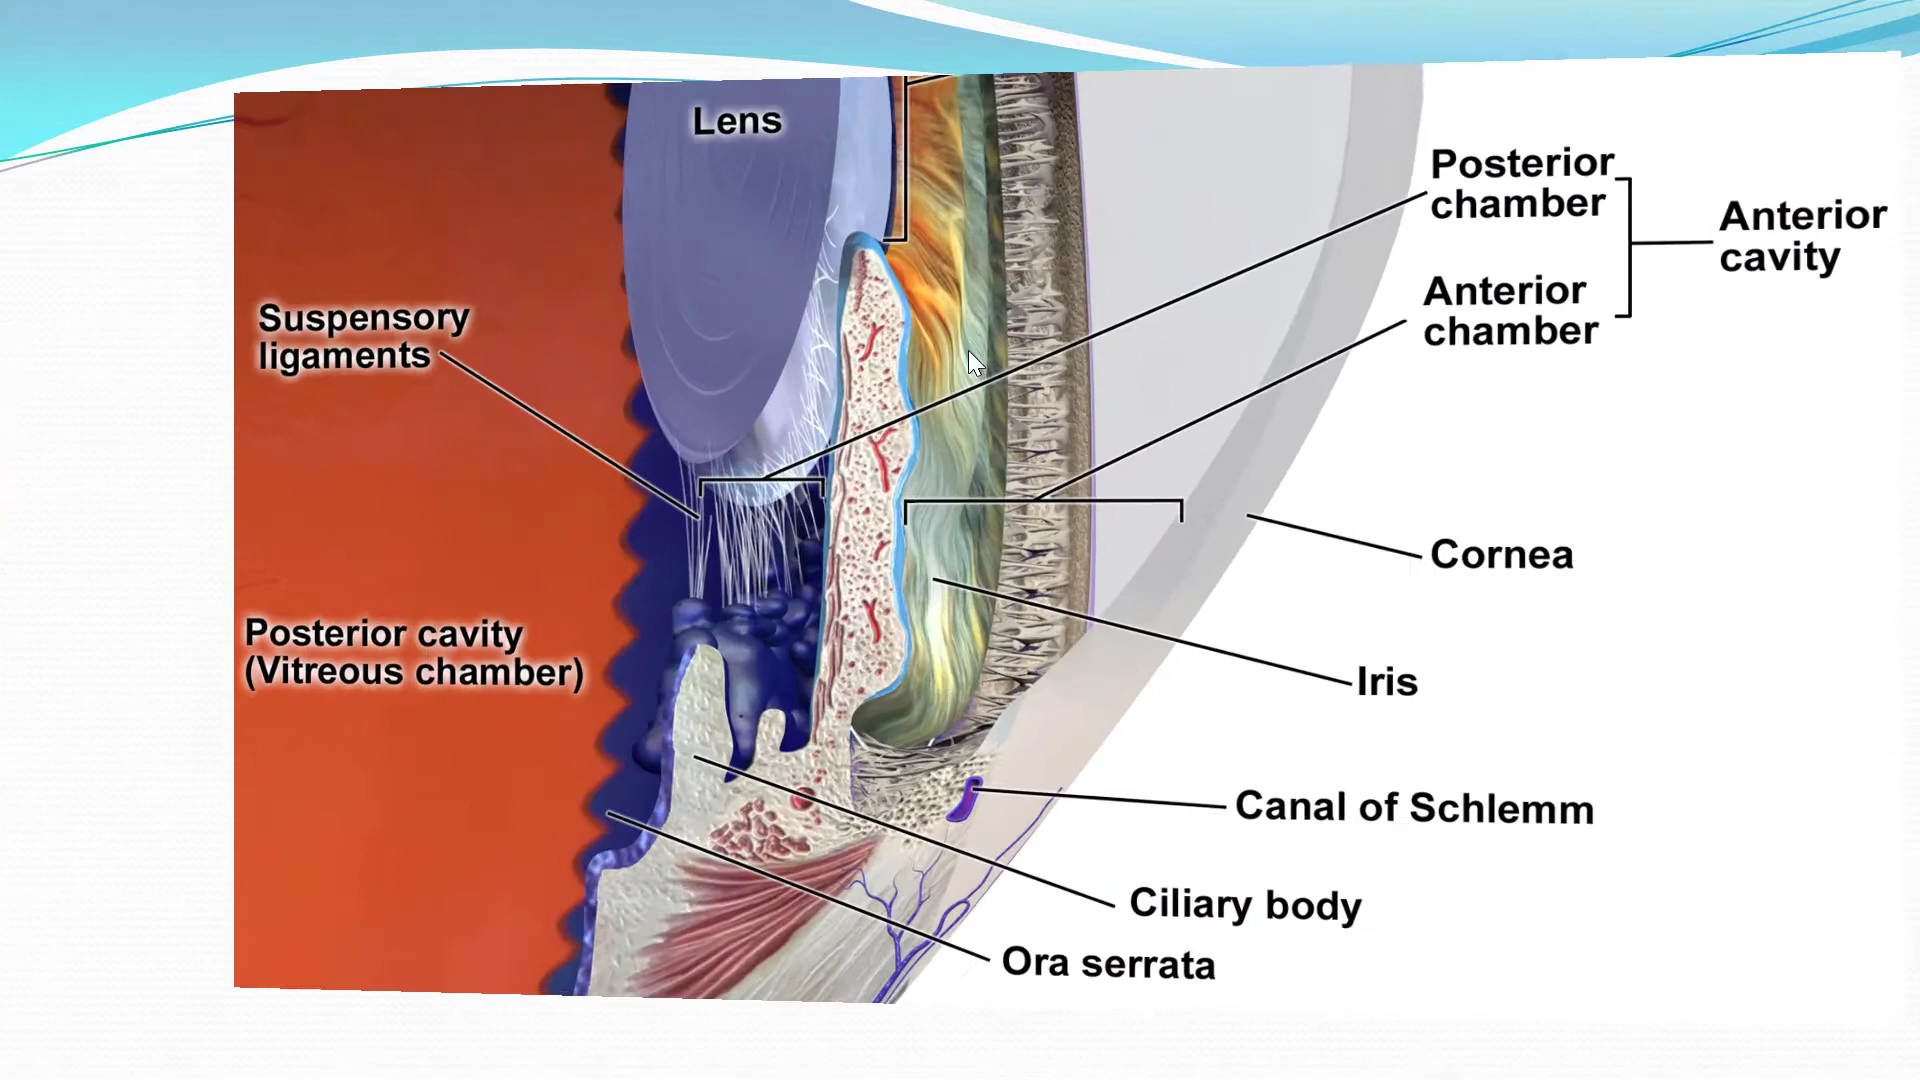 Lens
Posterior
chamber
Anterior
cavity
Anterior
chamber
Suspensory
ligaments
Cornea
Posterior cavity
(Vitreous chamber)
Iris
Canal of Schlemm
Ciliary body
Ora serrata